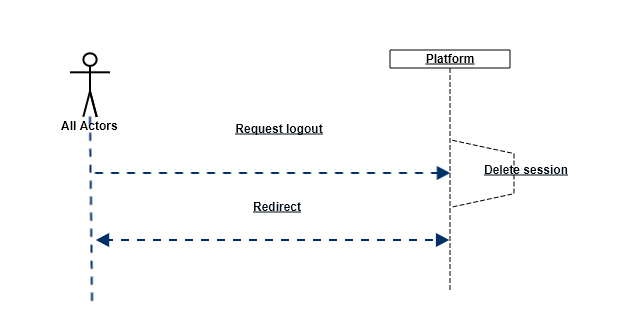 Platform
All Actors
Request logout
Delete session
Redirect